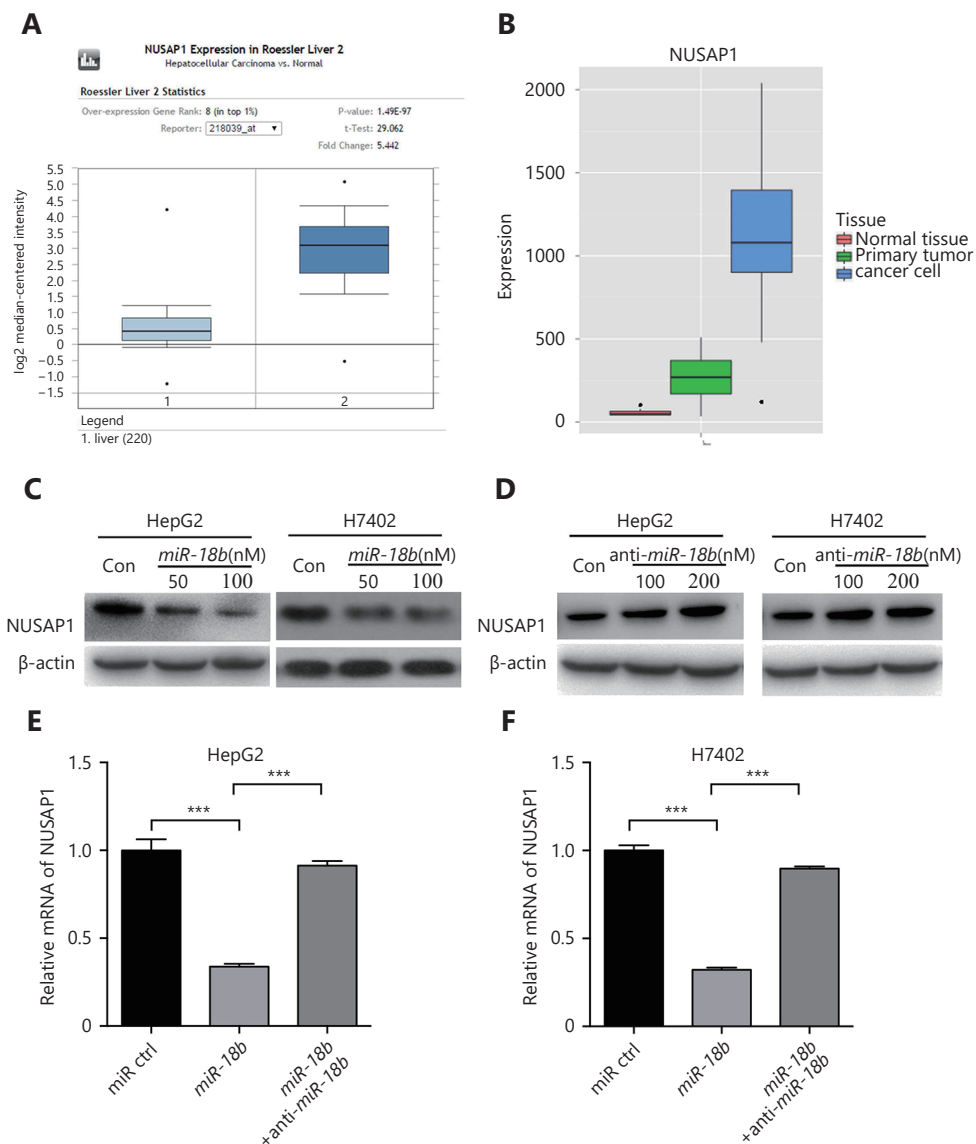 A
NUSAP1 Expression in Roessler Liver 2
Hepatocellular Carcinoma vs. Normal
Roessler Liver 2 Statistics
Over-expression Gene Rank: 8 (in top 1%)
P-value: 1.49E-97
Reporter: 218039_at
t-Test: 29.062
Fold Change: 5.442
log2 median-centered intensity
5.5
5.0
4.5
4.0
3.5
3.0
2.5
2.0
1.5
1.0
0.5
0
−0.5
−1.0
−1.5
1 2
Legend
1. liver (220)
B
NUSAP1
Expression
2000
1500
1000
500
0
Tissue
Normal tissue
Primary tumor
cancer cell
C
HepG2 H7402
Con miR-18b(nM) Con miR-18b(nM)
50 100 50 100
NUSAP1
β-actin
D
HepG2 H7402
Con anti-miR-18b(nM) Con anti-miR-18b(nM)
100 200 100 200
NUSAP1
β-actin
E
HepG2
Relative mRNA of NUSAP1
1.5
1.0
0.5
0
***
***
miR ctrl
miR-18b
miR-18b
+anti-miR-18b
F
H7402
Relative mRNA of NUSAP1
1.5
1.0
0.5
0
***
***
miR ctrl
miR-18b
miR-18b
+anti-miR-18b